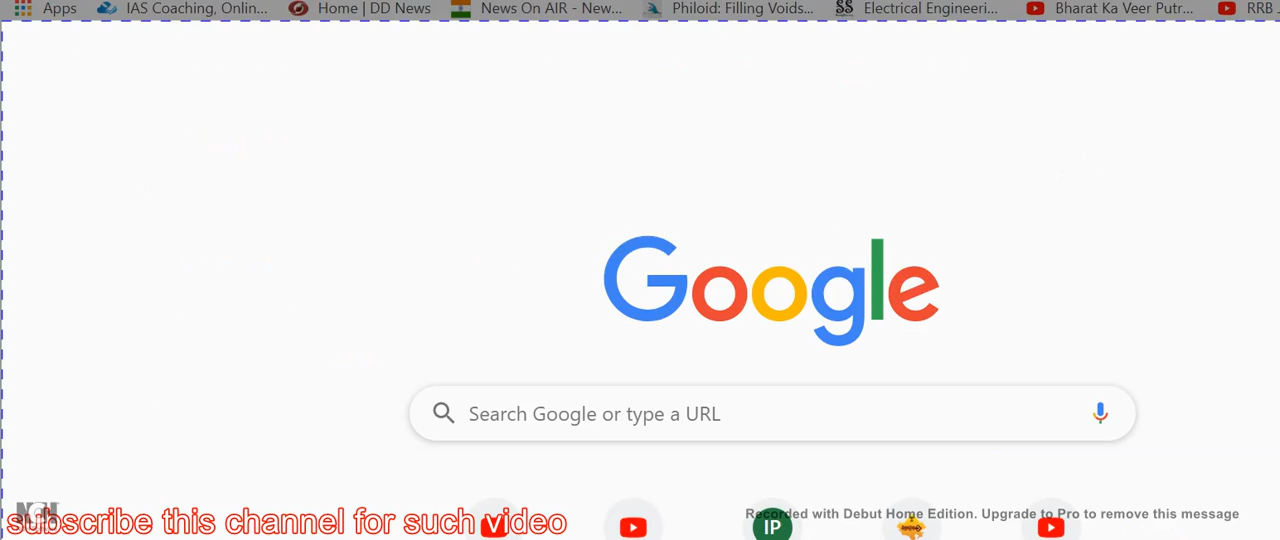 Apps IAS Coaching, Onlin... Home | DD News News On AIR - New... Philoid: Filling Voids... SS Electrical Engineeri... Bharat Ka Veer Putr... RRB
Google
Search Google or type a URL
Recorded with Debut Home Edition. Upgrade to Pro to remove this message
subscribe this channel for such video
IP